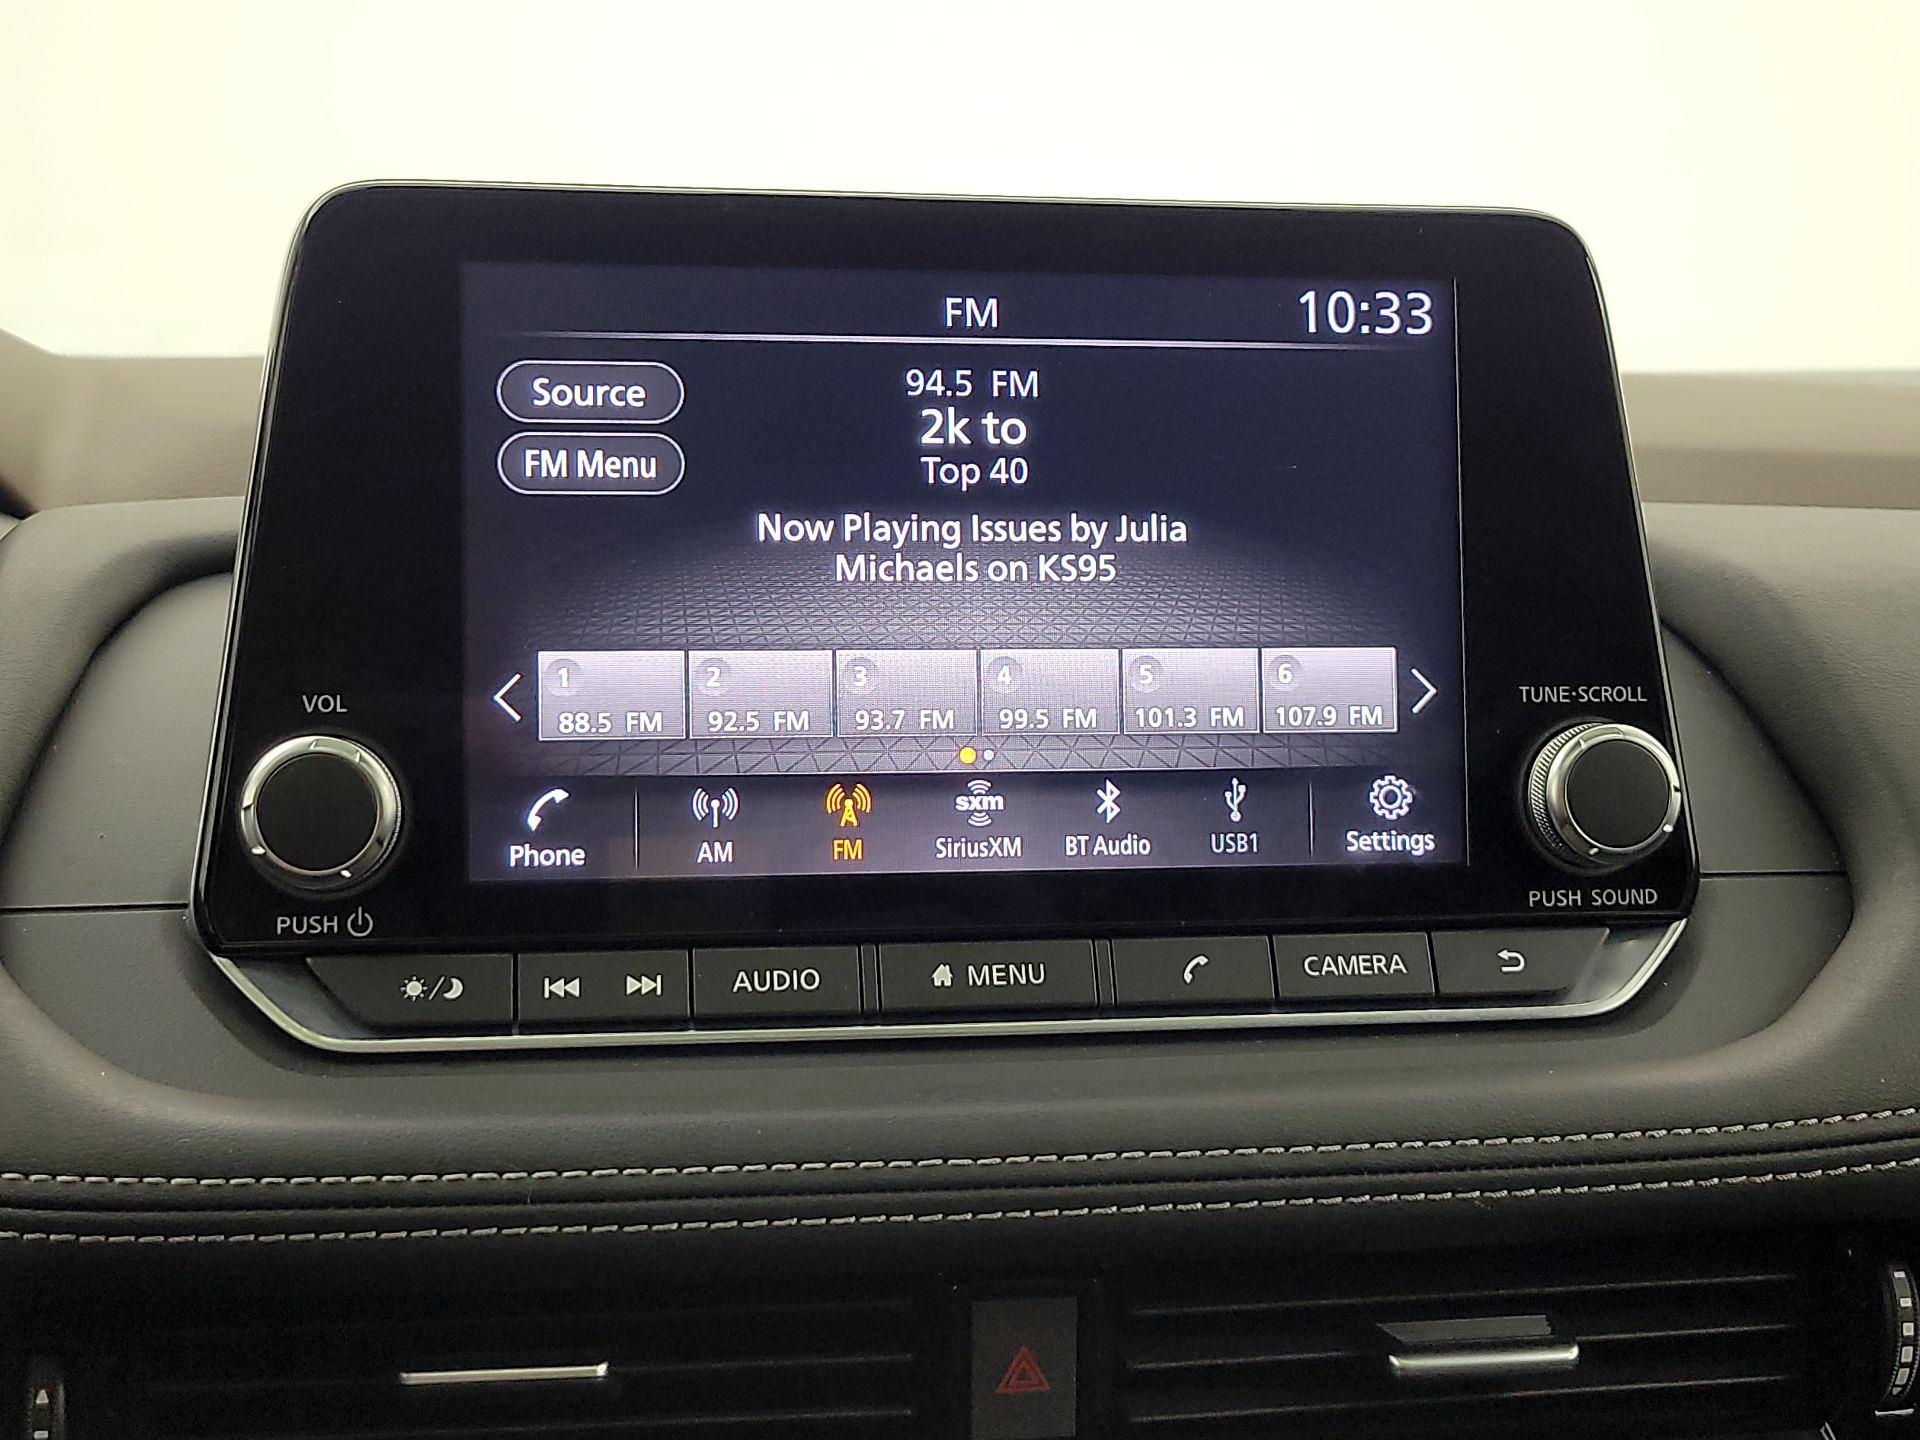 FM
10:33
Source
94.5 FM
2k to
FM Menu
Top 40
Now Playing Issues by Julia
Michaels on KS95
VOL
TUNE·SCROLL
1
2
3
4
5
6
88.5 FM
92.5 FM
93.7 FM
99.5 FM
101.3 FM
107.9 FM
sxm
Phone
AM
FM
SiriusXM
BT Audio
USB1
Settings
PUSH
PUSH SOUND
AUDIO
MENU
CAMERA